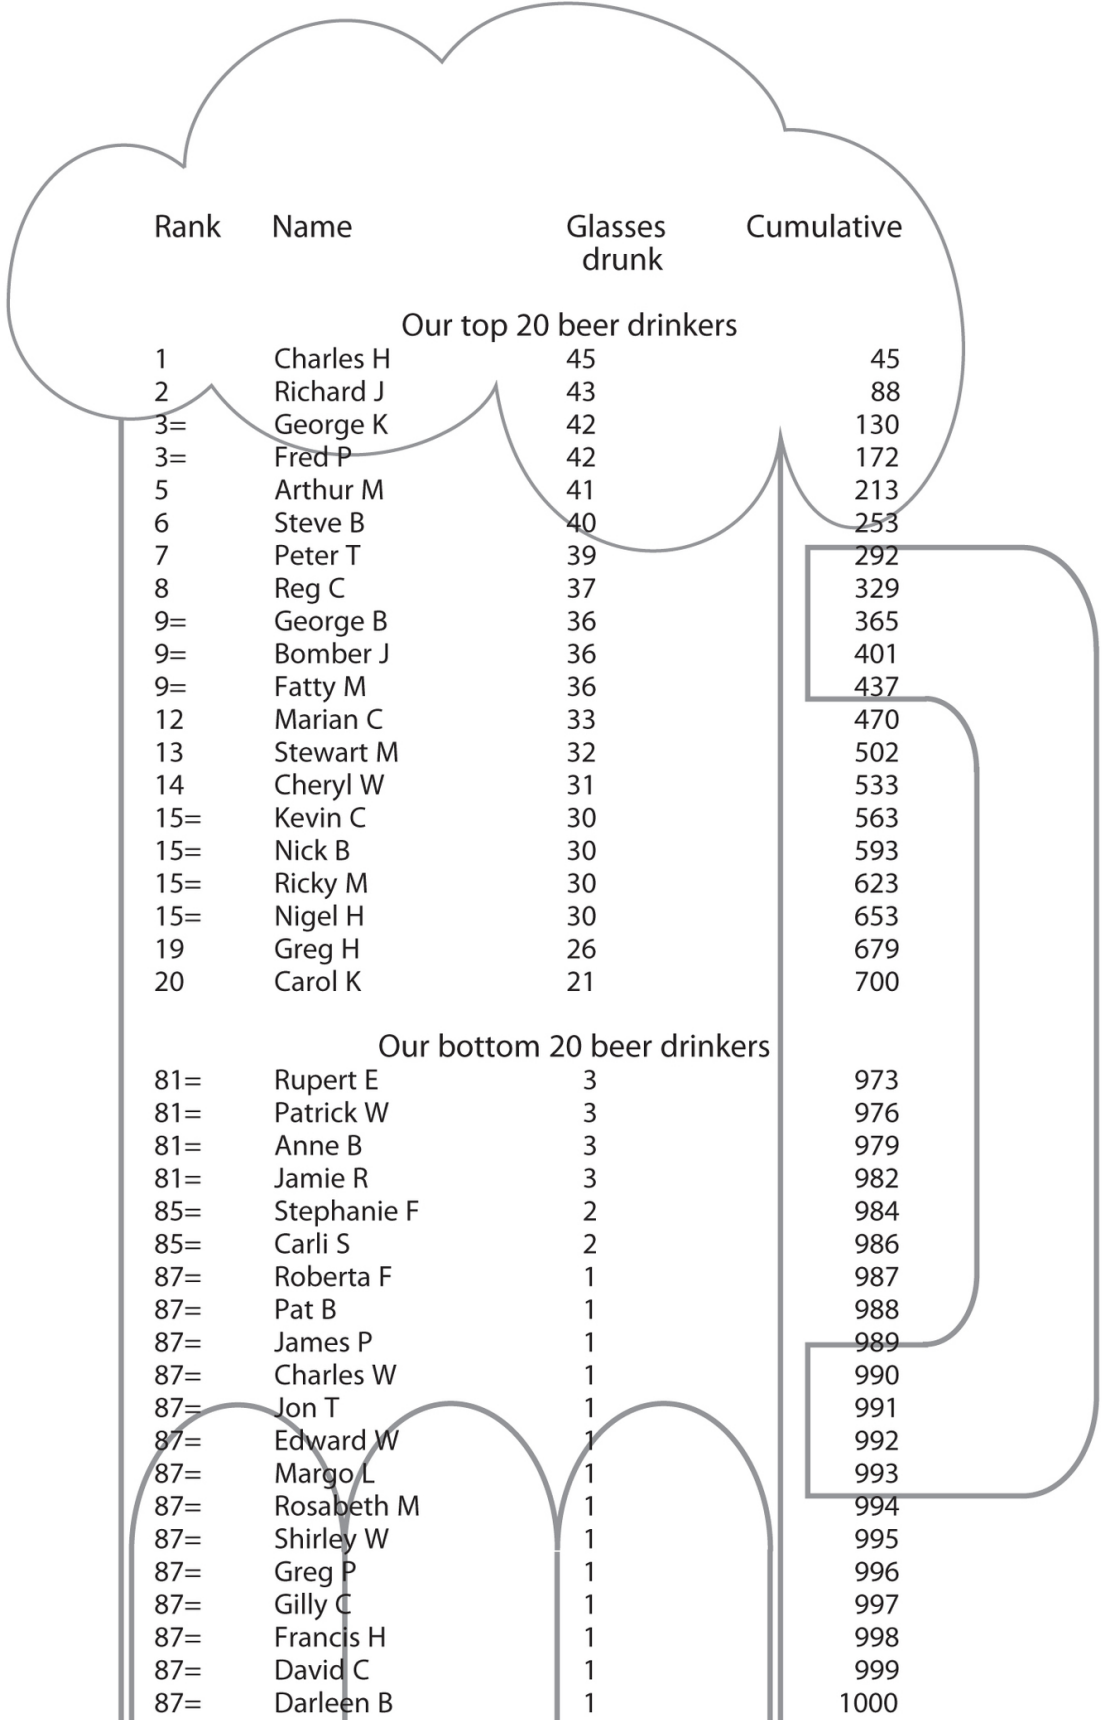 Rank Name Glasses drunk Cumulative
Our top 20 beer drinkers
1 Charles H 45 45
2 Richard J 43 88
3= George K 42 130
3= Fred P 42 172
5 Arthur M 41 213
6 Steve B 40 253
7 Peter T 39 292
8 Reg C 37 329
9= George B 36 365
9= Bomber J 36 401
9= Fatty M 36 437
12 Marian C 33 470
13 Stewart M 32 502
14 Cheryl W 31 533
15= Kevin C 30 563
15= Nick B 30 593
15= Ricky M 30 623
15= Nigel H 30 653
19 Greg H 26 679
20 Carol K 21 700
Our bottom 20 beer drinkers
81= Rupert E 3 973
81= Patrick W 3 976
81= Anne B 3 979
81= Jamie R 3 982
85= Stephanie F 2 984
85= Carli S 2 986
87= Roberta F 1 987
87= Pat B 1 988
87= James P 1 989
87= Charles W 1 990
87= Jon T 1 991
87= Edward W 1 992
87= Margo L 1 993
87= Rosabeth M 1 994
87= Shirley W 1 995
87= Greg P 1 996
87= Gilly C 1 997
87= Francis H 1 998
87= David C 1 999
87= Darleen B 1 1000